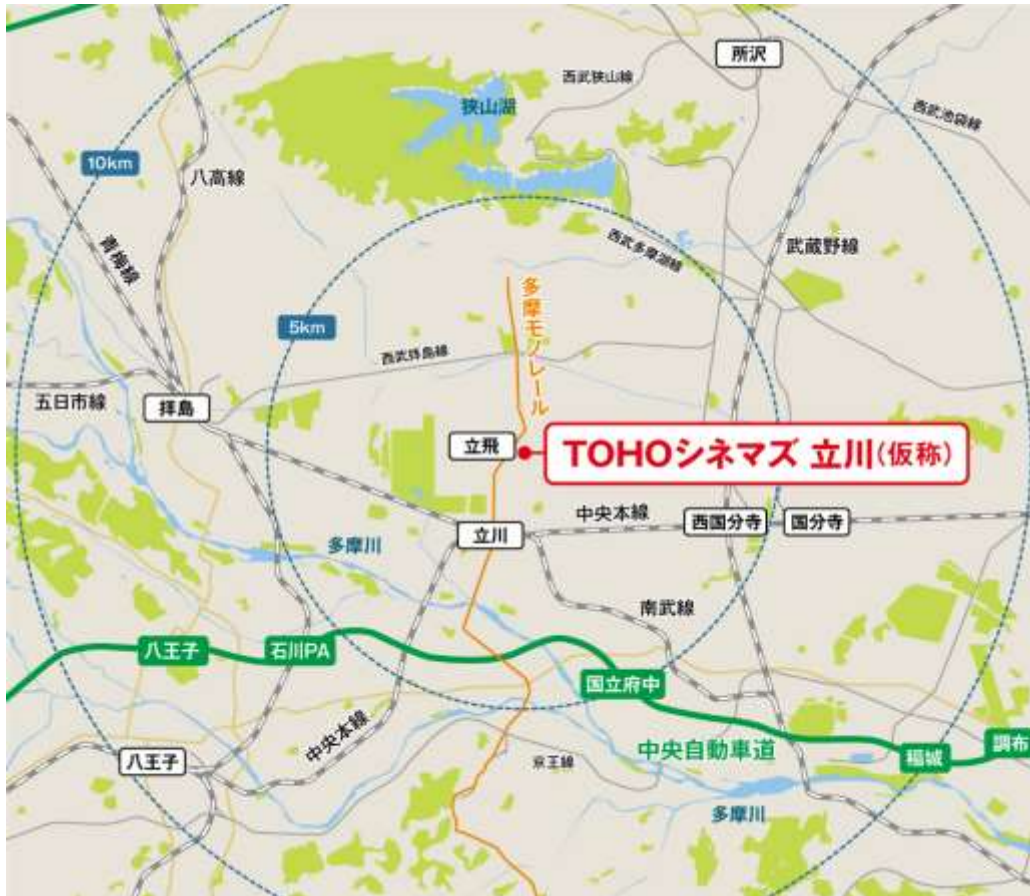 所沢
西武狭山線
狭山湖
西武池袋線
10km
八高線
青梅線
西武多摩湖線
武蔵野線
多摩モノレール
5km
西武拝島線
五日市線
拝島
立飛
TOHOシネマズ 立川(仮称)
中央本線
立川
西国分寺
国分寺
多摩川
南武線
八王子
石川PA
国立府中
中央本線
中央自動車道
八王子
京王線
稲城
調布
多摩川